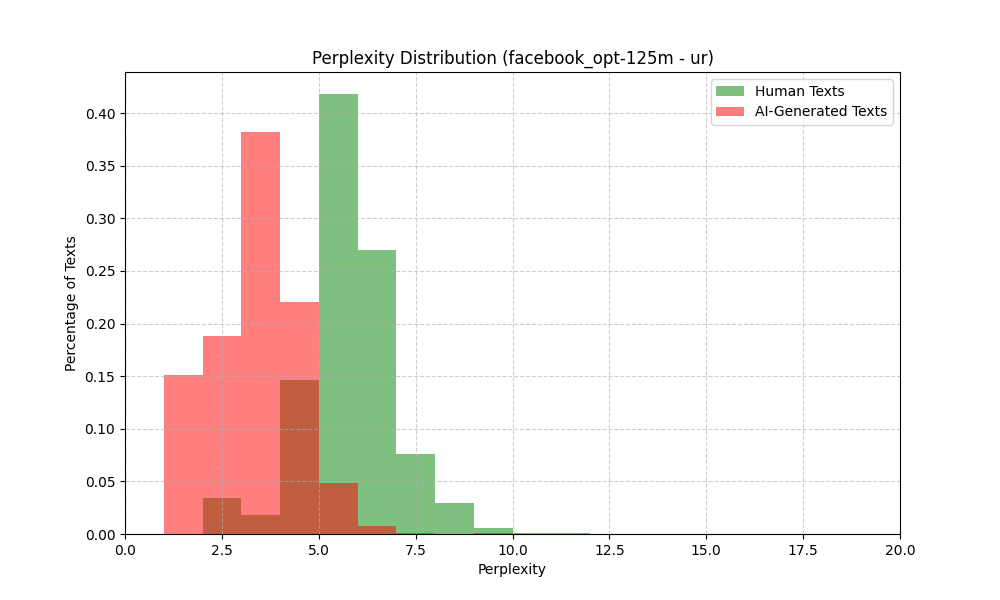 Perplexity Distribution (facebook_opt-125m - ur)
Human Texts
AI-Generated Texts
Percentage of Texts
0.40
0.35
0.30
0.25
0.20
0.15
0.10
0.05
0.00
0.0 2.5 5.0 7.5 10.0 12.5 15.0 17.5 20.0
Perplexity